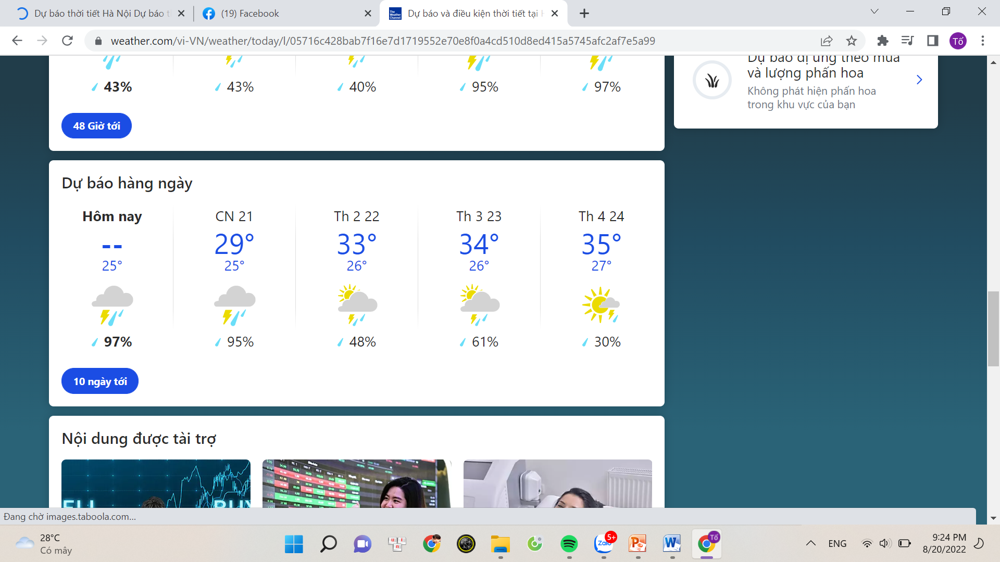 Dự báo thời tiết Hà Nội Dự báo
(19) Facebook
The Weather Channel
Dự báo và điều kiện thời tiết tại
weather.com/vi-VN/weather/today/l/05716c428bab7f16e7d1719552e70e8f0a4cd510d8ed415a5745afc2af7e5a99
Tố
43%
43%
40%
95%
97%
48 Giờ tới
Dự báo dị ứng theo mùa
và lượng phấn hoa
Không phát hiện phấn hoa
trong khu vực của bạn
Dự báo hàng ngày
Hôm nay
CN 21
Th 2 22
Th 3 23
Th 4 24
--
29°
33°
34°
35°
25°
25°
26°
26°
27°
97%
95%
48%
61%
30%
10 ngày tới
Nội dung được tài trợ
Đang chờ images.taboola.com...
28°C
Có mây
u i n
Zalo
5+
P
W
Tố
ENG
9:24 PM
8/20/2022